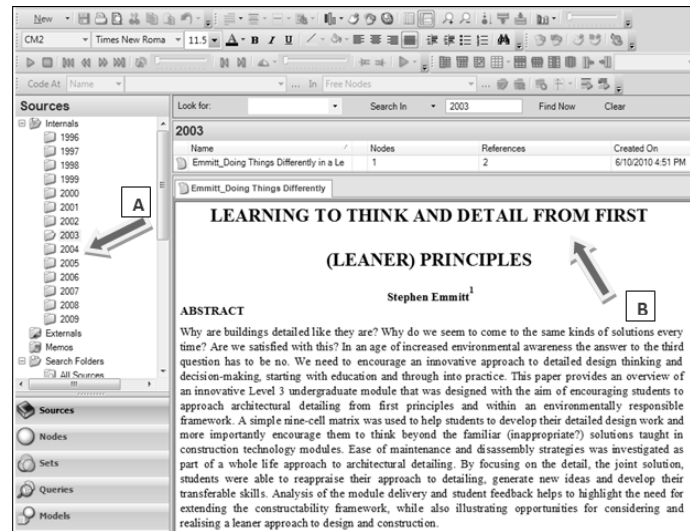 New
CM2 Times New Roma 11.5 A B I U
Code At Name ... In Free Nodes ...
Sources
Internals
1996
1997
1998
1999
2000
2001
2002
2003
2004
2005
2006
2007
2008
2009
Externals
Memos
Search Folders
All Sources
Sources
Nodes
Sets
Queries
Models
A
Look for: Search In 2003 Find Now Clear
2003
Name Nodes References Created On
Emmitt_Doing Things Differently in a Le 1 2 6/10/2010 4:51 PM
Emmitt_Doing Things Differently
LEARNING TO THINK AND DETAIL FROM FIRST
(LEANER) PRINCIPLES
B
Stephen Emmitt1
ABSTRACT
Why are buildings detailed like they are? Why do we seem to come to the same kinds of solutions every
time? Are we satisfied with this? In an age of increased environmental awareness the answer to the third
question has to be no. We need to encourage an innovative approach to detailed design thinking and
decision-making, starting with education and through into practice. This paper provides an overview of
an innovative Level 3 undergraduate module that was designed with the aim of encouraging students to
approach architectural detailing from first principles and within an environmentally responsible
framework. A simple nine-cell matrix was used to help students to develop their detailed design work and
more importantly encourage them to think beyond the familiar (inappropriate?) solutions taught in
construction technology modules. Ease of maintenance and disassembly strategies was investigated as
part of a whole life approach to architectural detailing. By focusing on the detail, the joint solution,
students were able to reappraise their approach to detailing, generate new ideas and develop their
transferable skills. Analysis of the module delivery and student feedback helps to highlight the need for
extending the constructability framework, while also illustrating opportunities for considering and
realising a leaner approach to design and construction.